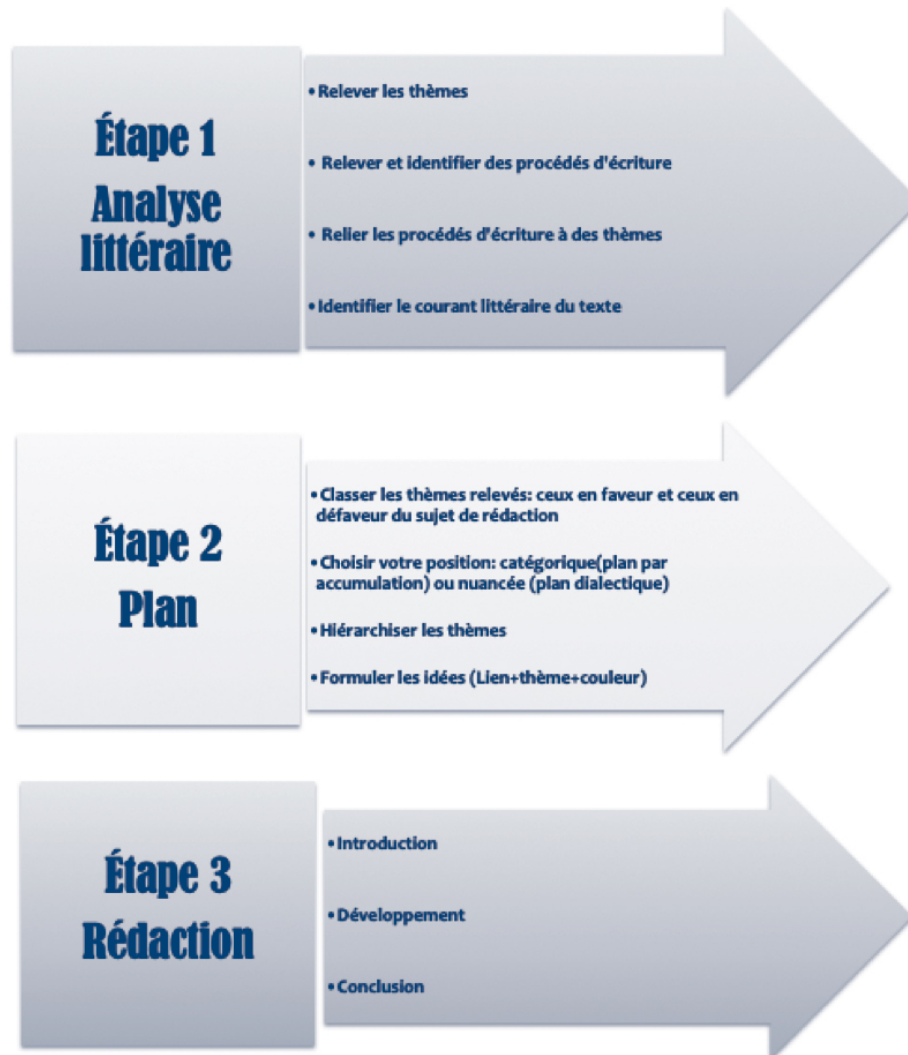 Étape 1
Analyse
littéraire
•Relever les thèmes
• Relever et identifier des procédés d'écriture
• Relier les procédés d'écriture à des thèmes
•Identifier le courant littéraire du texte
Étape 2
Plan
•Classer les thèmes relevés: ceux en faveur et ceux en
défaveur du sujet de rédaction
•Choisir votre position: catégorique(plan par
accumulation) ou nuancée (plan dialectique)
•Hiérarchiser les thèmes
•Formuler les idées (Lien+thème+couleur)
Étape 3
Rédaction
•Introduction
•Développement
•Conclusion